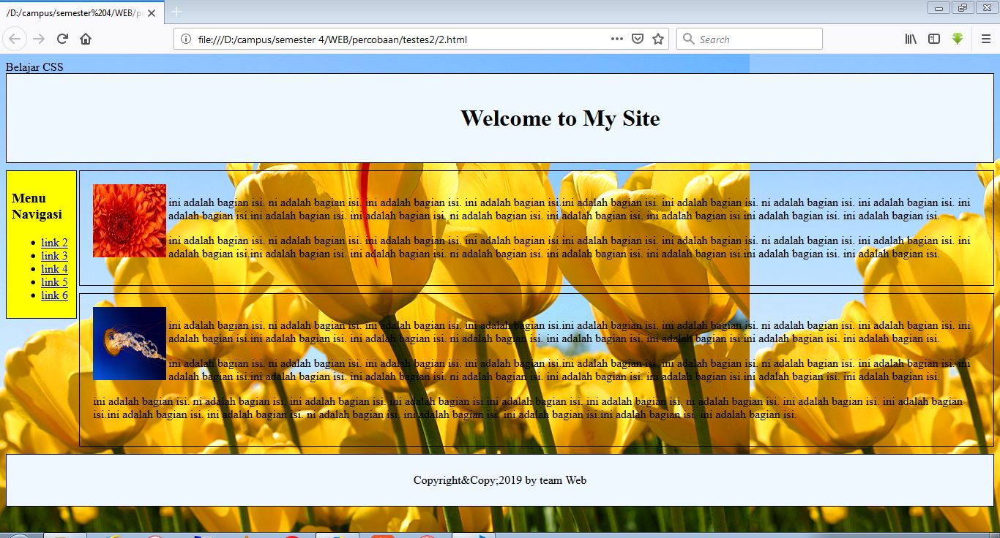 /D:/campus/semester%204/WEB/p
file:///D:/campus/semester 4/WEB/percobaan/testes2/2.html
Search
Belajar CSS
Welcome to My Site
Menu
Navigasi
link 2
link 3
link 4
link 5
link 6
ini adalah bagian isi. ni adalah bagian isi. ini adalah bagian isi. ini adalah bagian isi.ini adalah bagian isi. ini adalah bagian isi. ni adalah bagian isi. ini adalah bagian isi. ini
adalah bagian isi.ini adalah bagian isi. ini adalah bagian isi. ni adalah bagian isi. ini adalah bagian isi. ini adalah bagian isi.ini adalah bagian isi. ini adalah bagian isi.
ini adalah bagian isi. ni adalah bagian isi. ini adalah bagian isi. ini adalah bagian isi.ini adalah bagian isi. ini adalah bagian isi. ni adalah bagian isi. ini adalah bagian isi. ini
adalah bagian isi.ini adalah bagian isi. ini adalah bagian isi. ni adalah bagian isi. ini adalah bagian isi. ini adalah bagian isi.ini adalah bagian isi. ini adalah bagian isi.
ini adalah bagian isi. ni adalah bagian isi. ini adalah bagian isi. ini adalah bagian isi.ini adalah bagian isi. ini adalah bagian isi. ni adalah bagian isi. ini adalah bagian isi. ini
adalah bagian isi.ini adalah bagian isi. ini adalah bagian isi. ni adalah bagian isi. ini adalah bagian isi. ini adalah bagian isi.ini adalah bagian isi. ini adalah bagian isi.
ini adalah bagian isi. ni adalah bagian isi. ini adalah bagian isi. ini adalah bagian isi.ini adalah bagian isi. ini adalah bagian isi. ni adalah bagian isi. ini adalah bagian isi. ini
adalah bagian isi.ini adalah bagian isi. ini adalah bagian isi. ni adalah bagian isi. ini adalah bagian isi. ini adalah bagian isi.ini adalah bagian isi. ini adalah bagian isi.
ini adalah bagian isi. ni adalah bagian isi. ini adalah bagian isi. ini adalah bagian isi.ini adalah bagian isi. ini adalah bagian isi. ni adalah bagian isi. ini adalah bagian
isi.ini adalah bagian isi. ini adalah bagian isi. ni adalah bagian isi. ini adalah bagian isi. ini adalah bagian isi.ini adalah bagian isi. ini adalah bagian isi.
Copyright&Copy;2019 by team Web